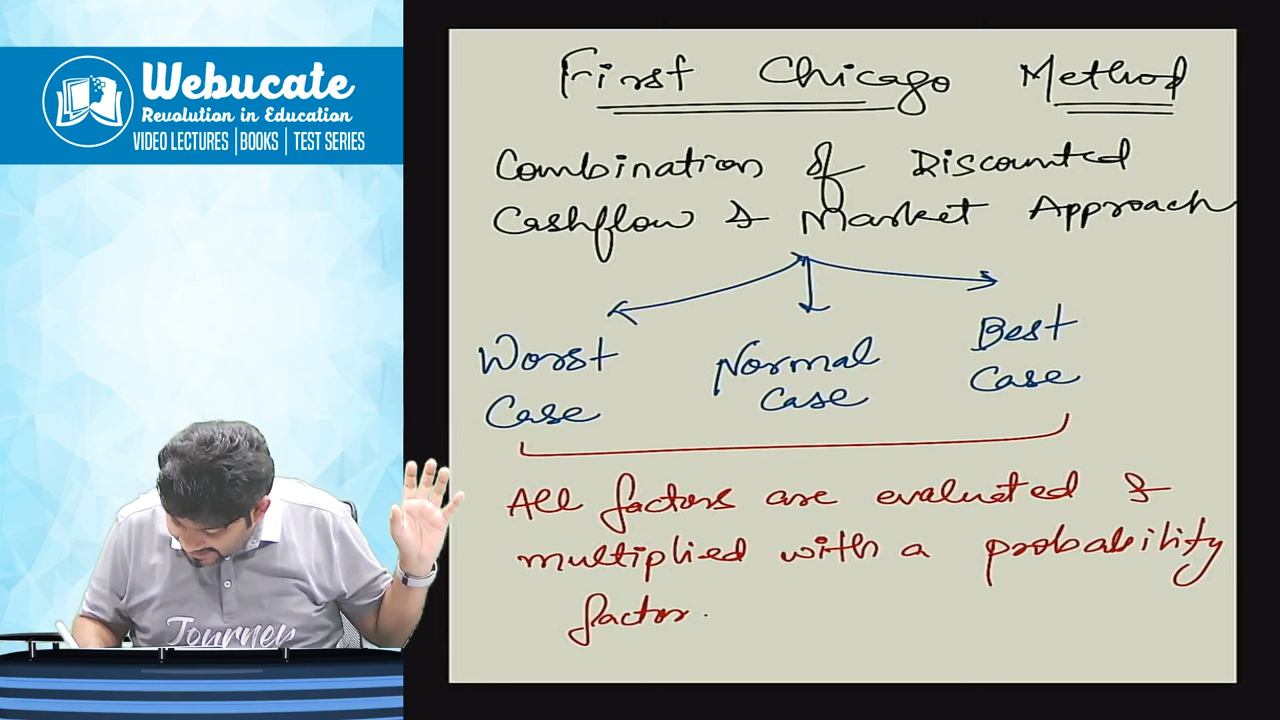 Webucate
Revolution in Education
VIDEO LECTURES | BOOKS | TEST SERIES
First Chicago Method
Combination of Discounted
Cashflow & Market Approach
Worst
Case
Normal
Case
Best
Case
All factors are evaluated &
multiplied with a probability
factor.
Journey